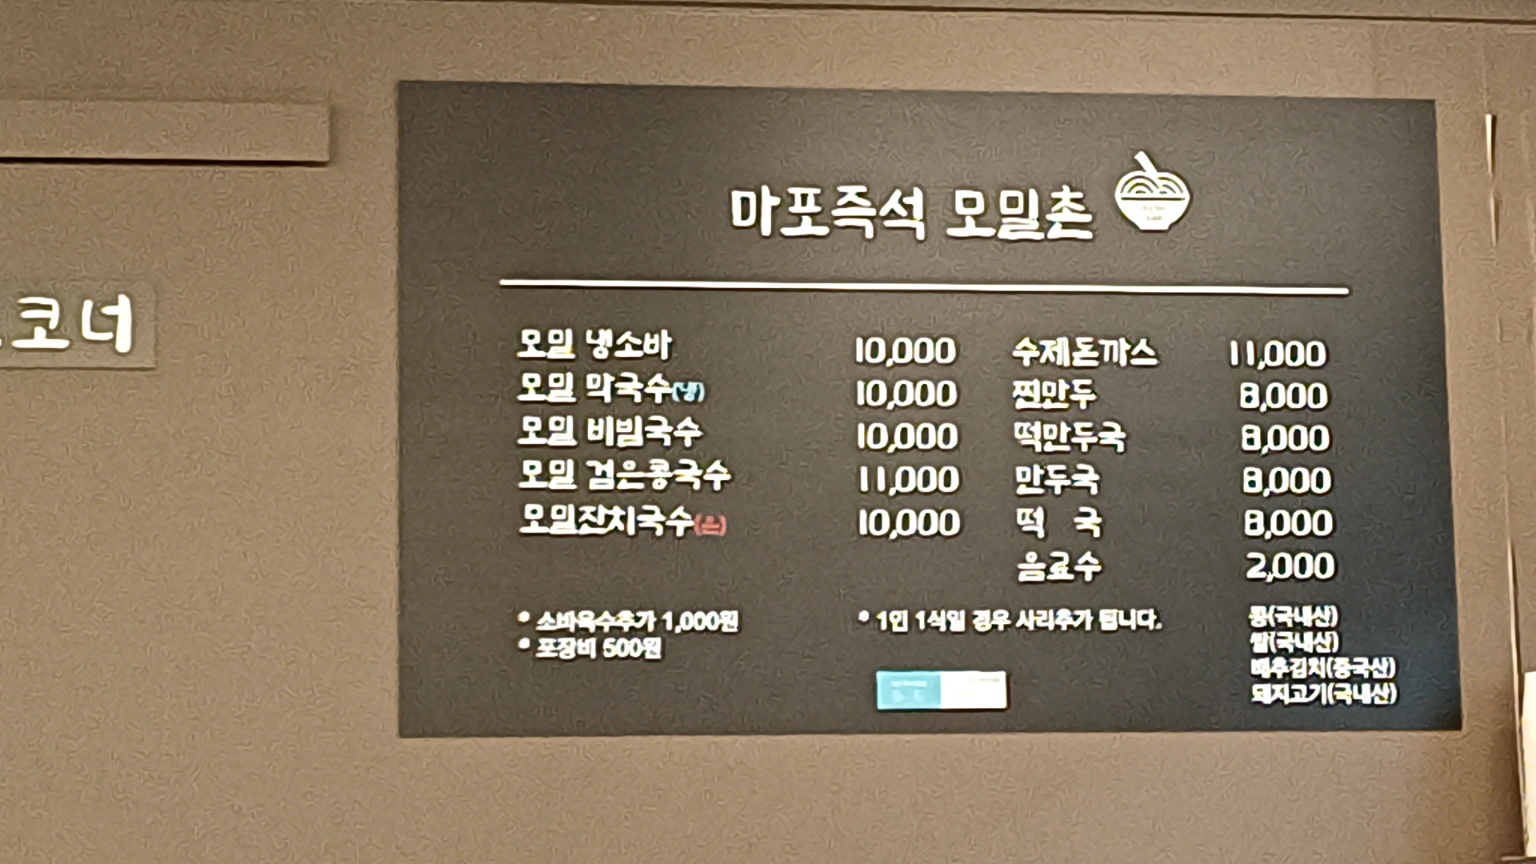 코너
마포즉석 모밀촌
모밀 냉소바 10,000
모밀 막국수(냉) 10,000
모밀 비빔국수 10,000
모밀 검은콩국수 11,000
모밀잔치국수(온) 10,000
수제돈까스 11,000
찐만두 8,000
떡만두국 8,000
만두국 8,000
떡 국 8,000
음료수 2,000
* 소바육수추가 1,000원
* 포장비 500원
* 1인 1식일 경우 사리추가 됩니다.
콩(국내산)
쌀(국내산)
배추김치(중국산)
돼지고기(국내산)